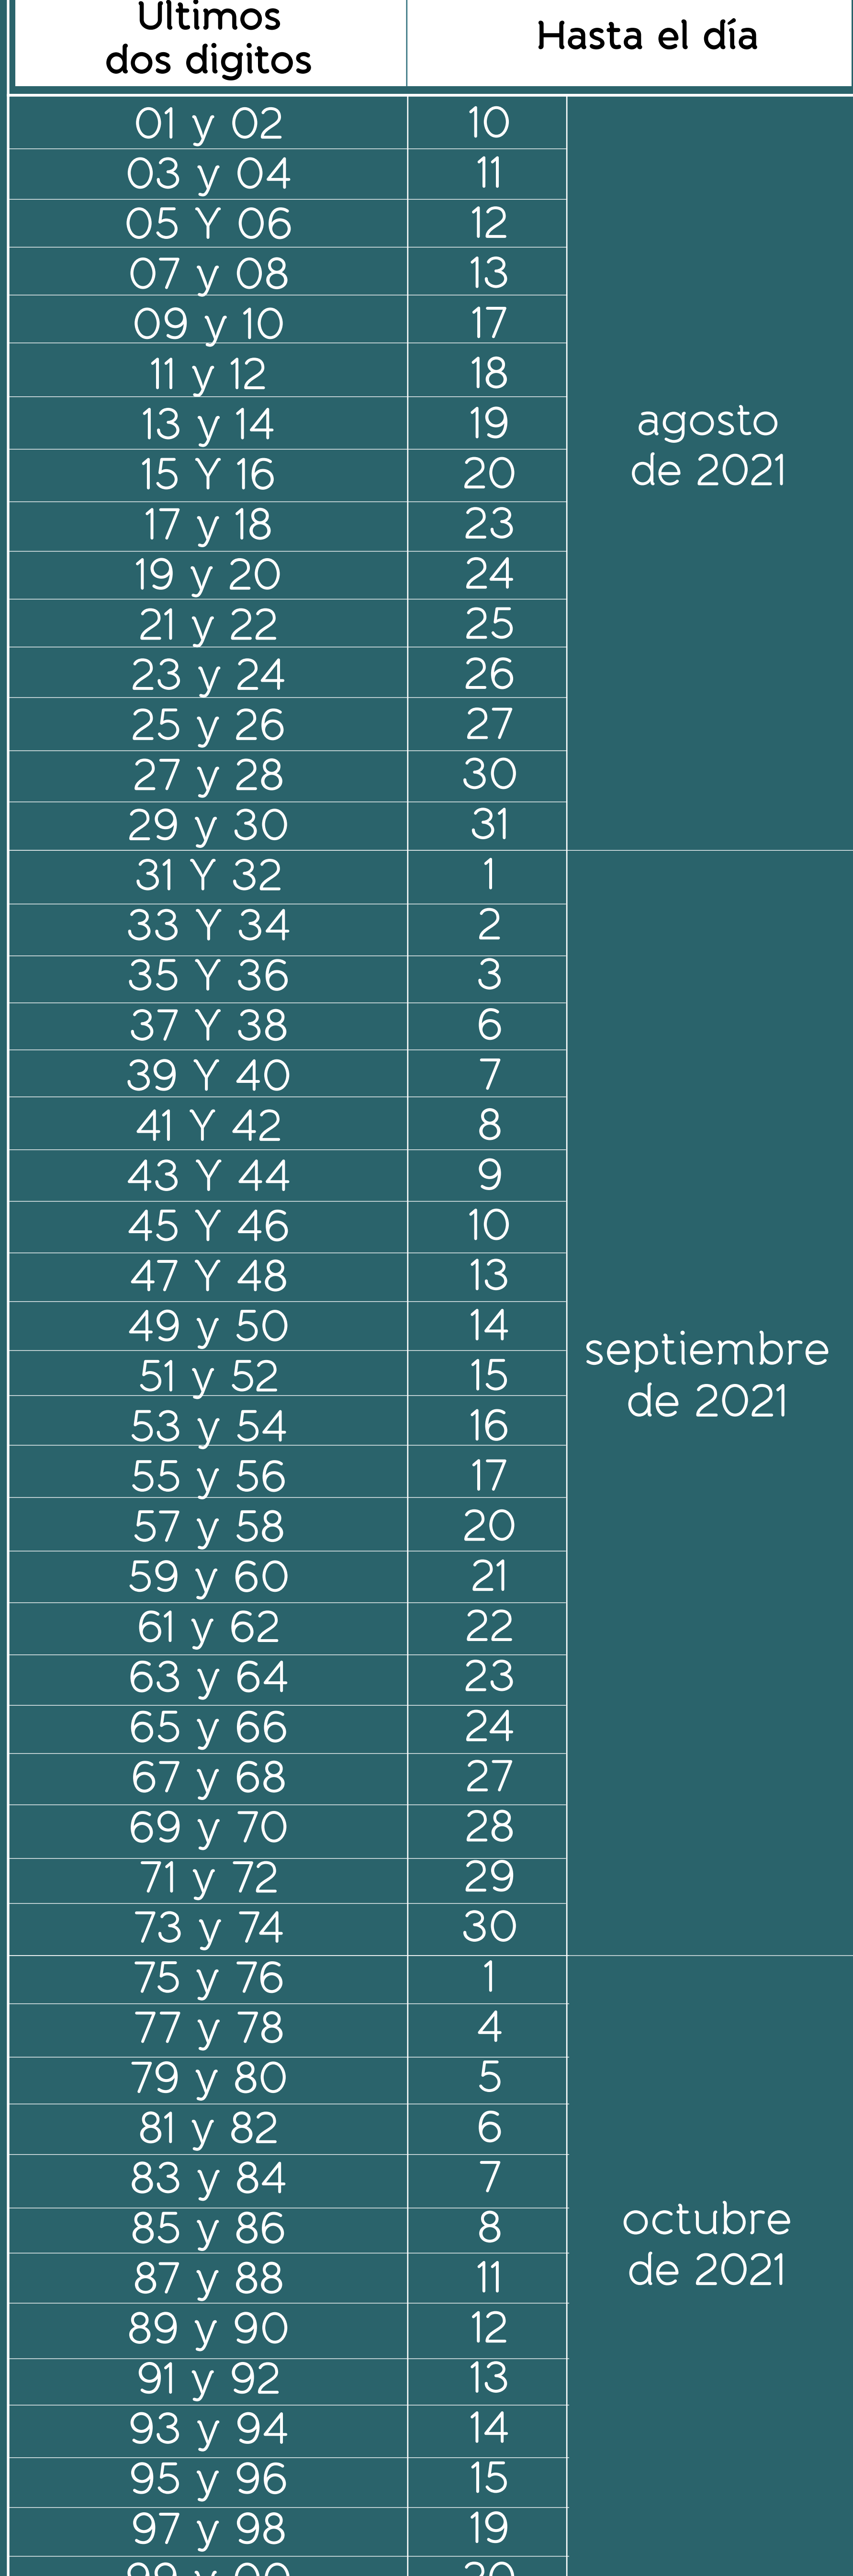 Últimos
dos digitos
Hasta el día
01 y 02 10
03 y 04 11
05 Y 06 12
07 y 08 13
09 y 10 17
11 y 12 18
13 y 14 19
15 Y 16 20
17 y 18 23
19 y 20 24
21 y 22 25
23 y 24 26
25 y 26 27
27 y 28 30
29 y 30 31
agosto
de 2021
31 Y 32 1
33 Y 34 2
35 Y 36 3
37 Y 38 6
39 Y 40 7
41 Y 42 8
43 Y 44 9
45 Y 46 10
47 Y 48 13
49 y 50 14
51 y 52 15
53 y 54 16
55 y 56 17
57 y 58 20
59 y 60 21
61 y 62 22
63 y 64 23
65 y 66 24
67 y 68 27
69 y 70 28
71 y 72 29
73 y 74 30
septiembre
de 2021
75 y 76 1
77 y 78 4
79 y 80 5
81 y 82 6
83 y 84 7
85 y 86 8
87 y 88 11
89 y 90 12
91 y 92 13
93 y 94 14
95 y 96 15
97 y 98 19
99 y 00 20
octubre
de 2021